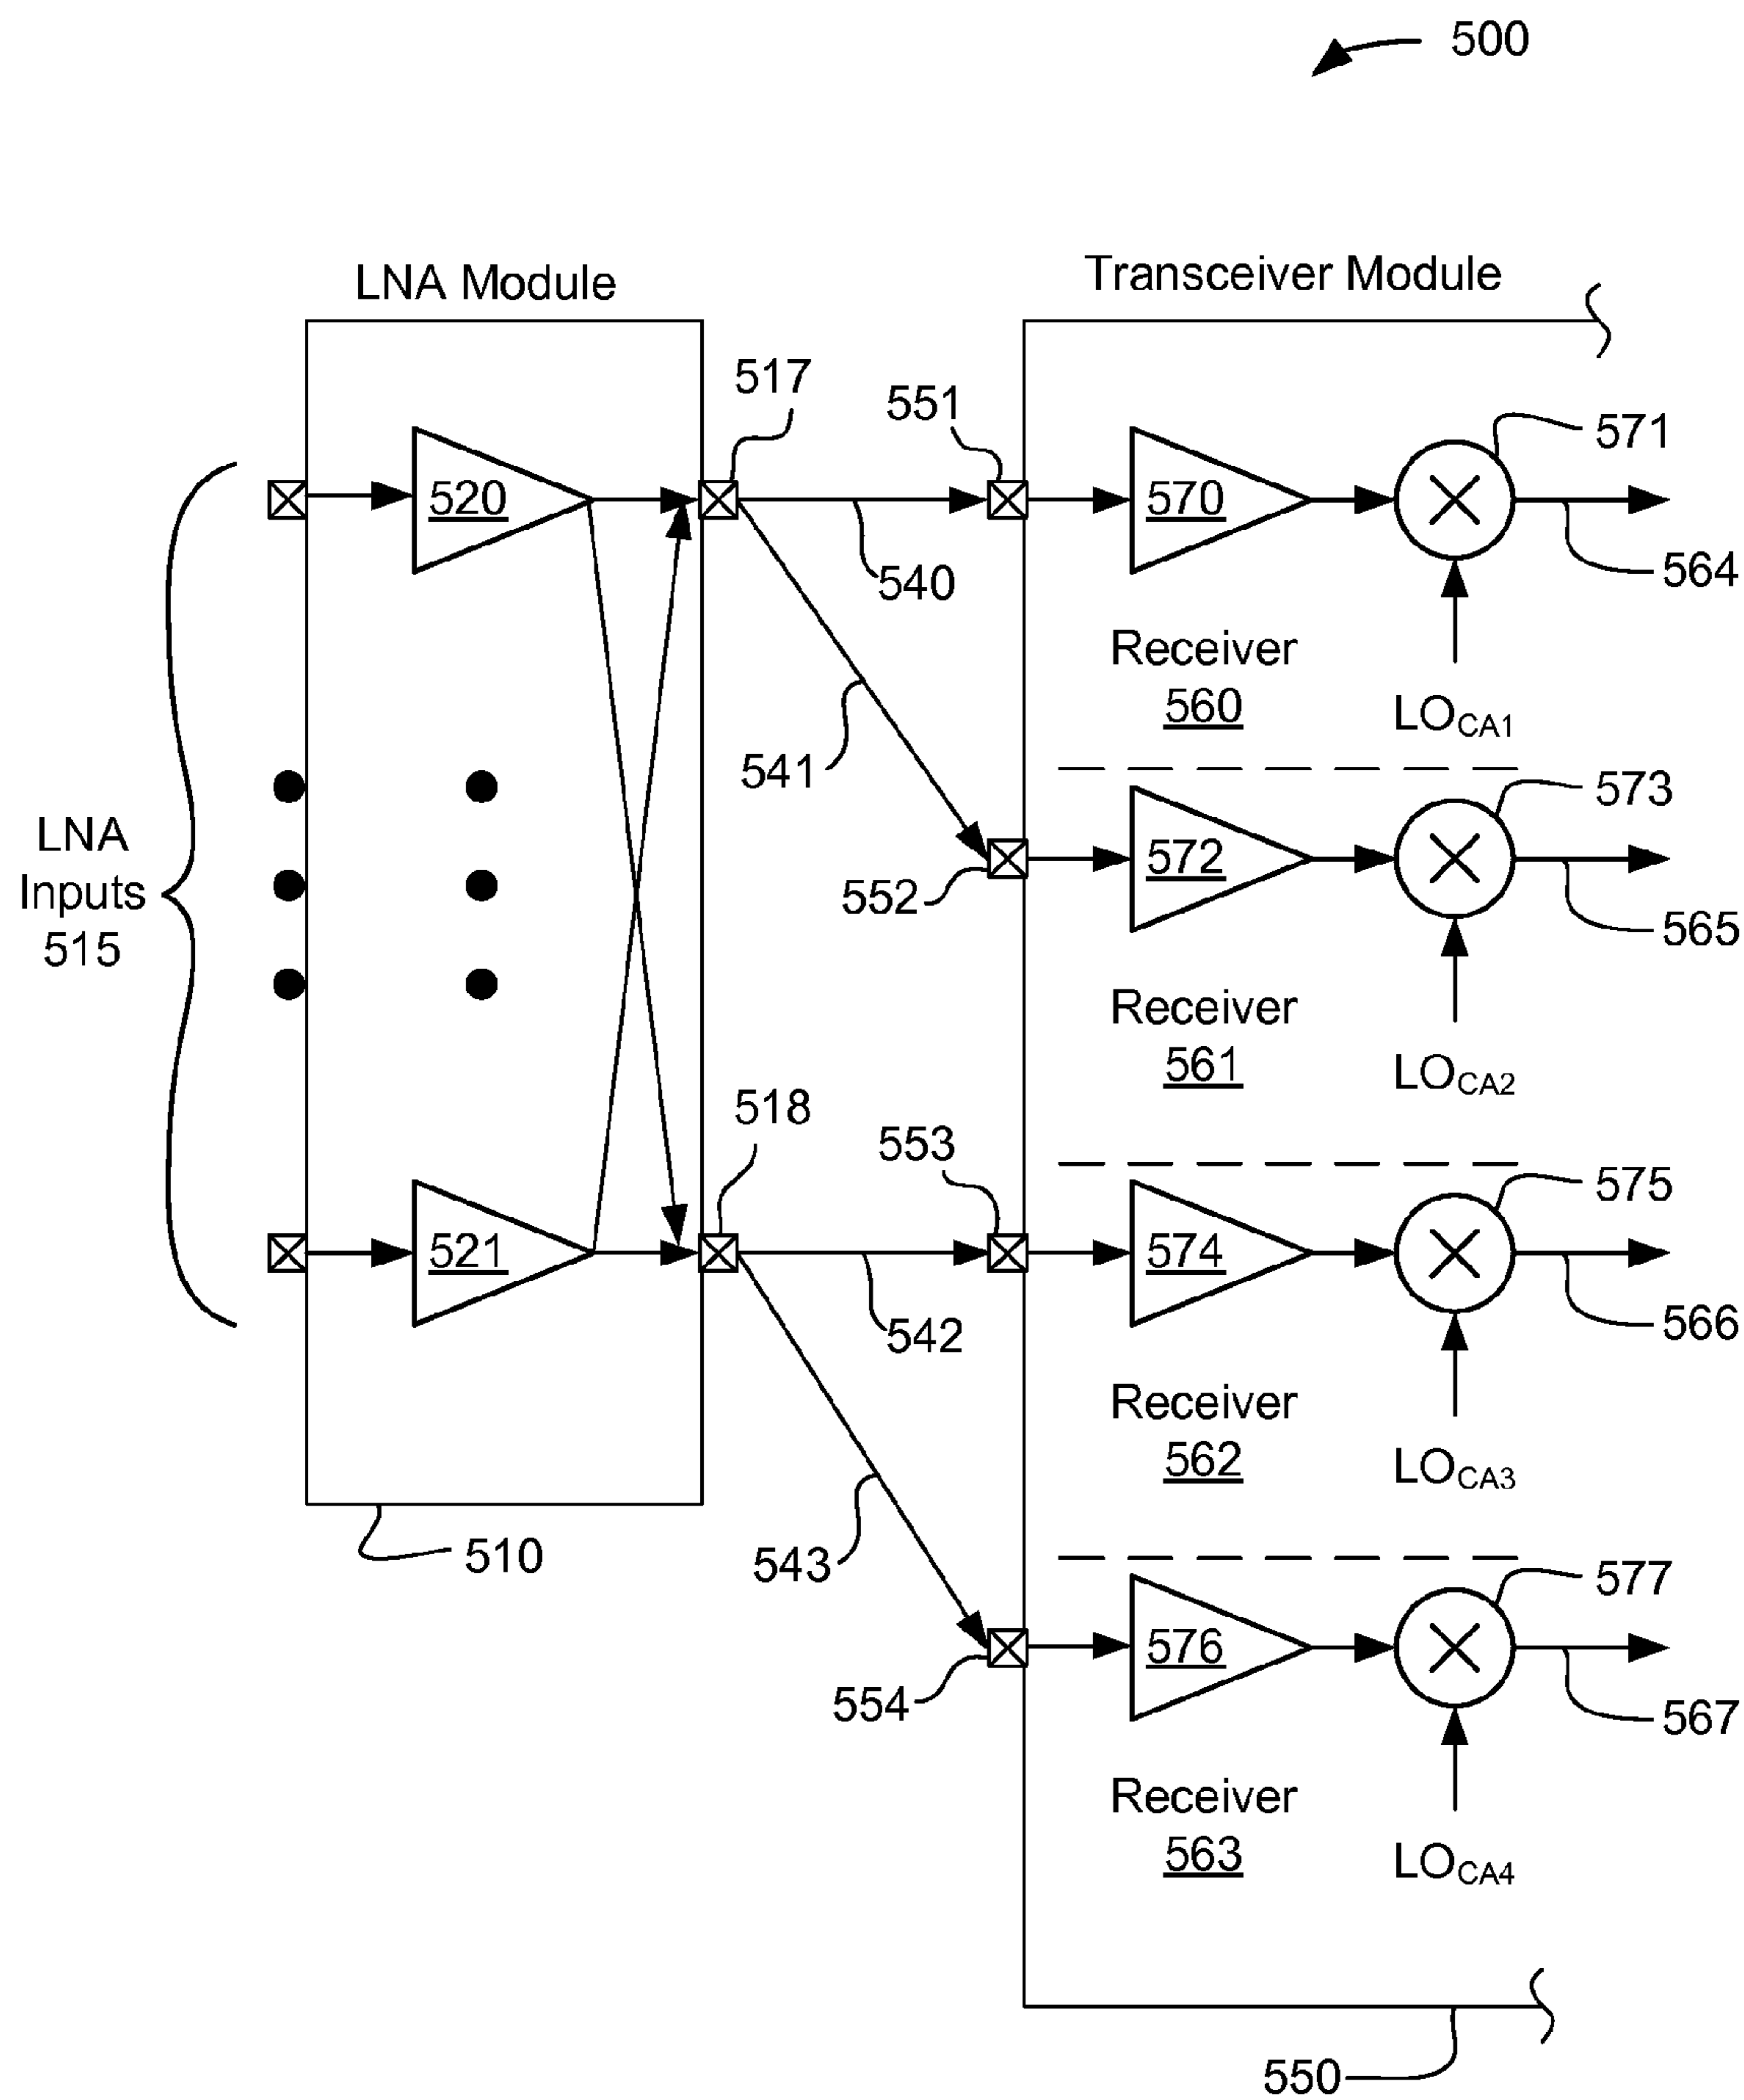 500
LNA Module
Transceiver Module
517
551
520
570
571
540
564
Receiver
560
LOCA1
541
573
LNA
Inputs
515
572
552
565
Receiver
561
LOCA2
518
553
575
521
574
542
566
Receiver
562
LOCA3
510
543
577
576
554
567
Receiver
563
LOCA4
550